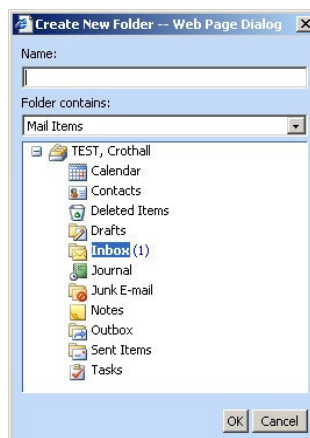 Create New Folder -- Web Page Dialog
Name:
Folder contains:
Mail Items
TEST, Crothall
Calendar
Contacts
Deleted Items
Drafts
Inbox (1)
Journal
Junk E-mail
Notes
Outbox
Sent Items
Tasks
OK Cancel